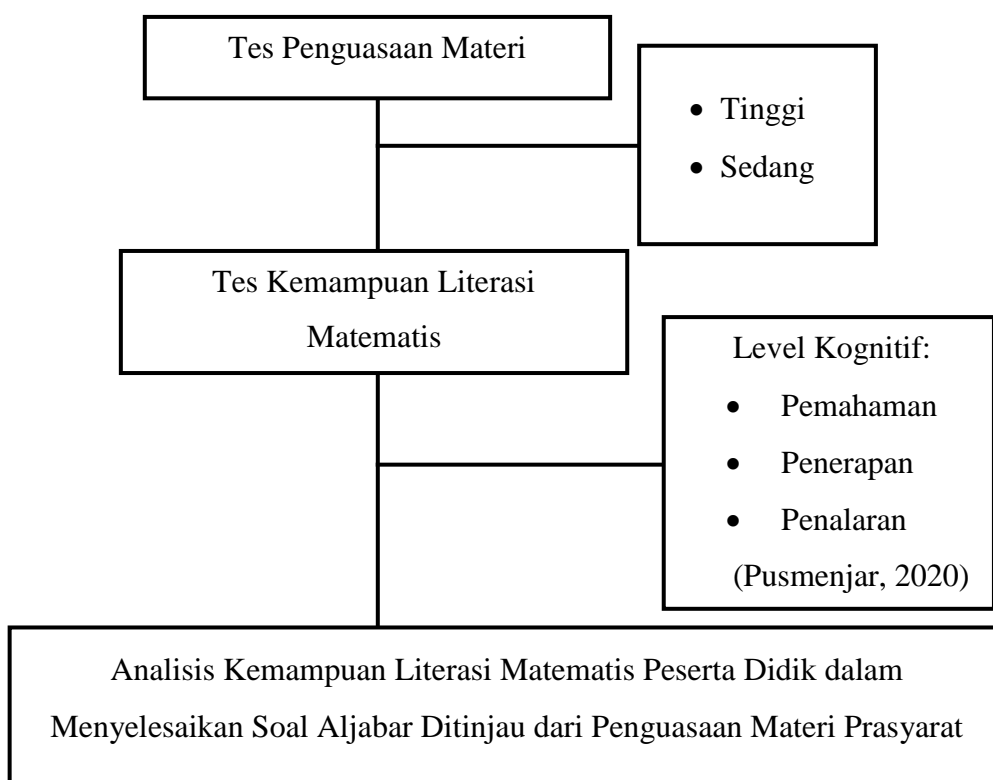 Tes Penguasaan Materi
• Tinggi
• Sedang
Tes Kemampuan Literasi
Matematis
Level Kognitif:
• Pemahaman
• Penerapan
• Penalaran
(Pusmenjar, 2020)
Analisis Kemampuan Literasi Matematis Peserta Didik dalam
Menyelesaikan Soal Aljabar Ditinjau dari Penguasaan Materi Prasyarat